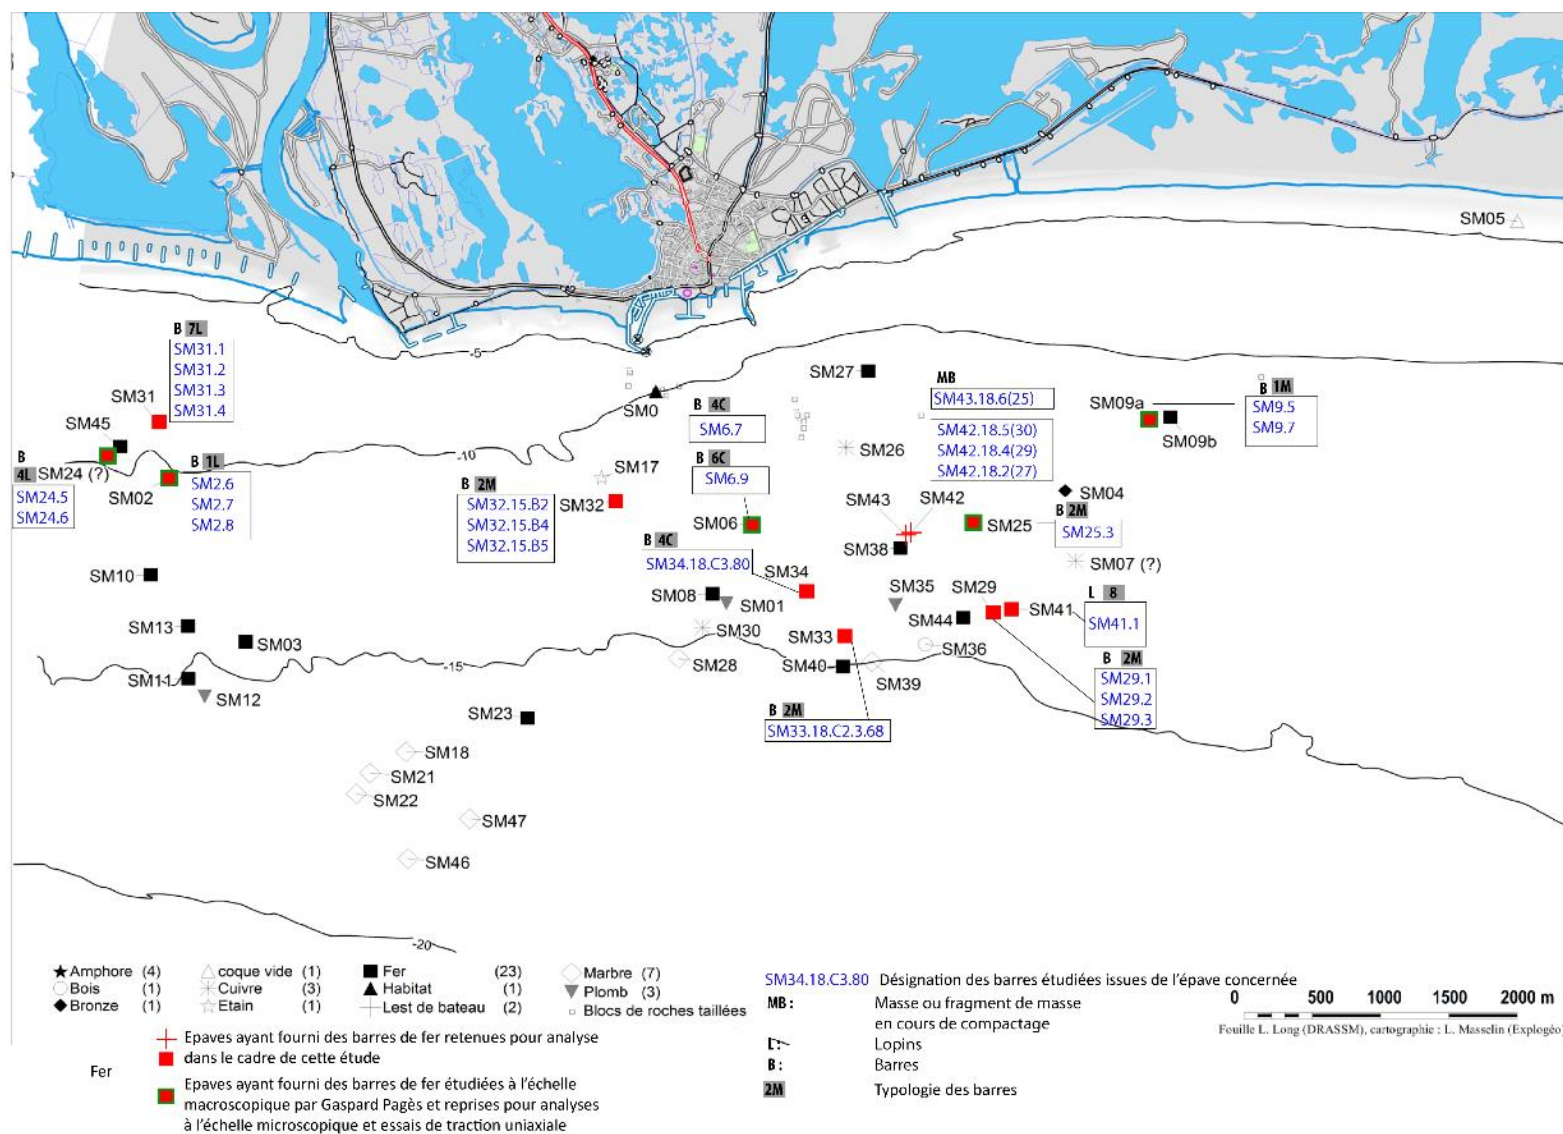 SM05
-5
B 7L
SM31.1
SM31.2
SM31.3
SM31.4
SM31
SM45
B
4L
SM24 (?)
SM24.5
SM24.6
SM02
B 1L
SM2.6
SM2.7
SM2.8
-10
SM0
SM17
SM32
B 2M
SM32.15.B2
SM32.15.B4
SM32.15.B5
B 4C
SM6.7
B 6C
SM6.9
SM06
SM27
SM26
MB
SM43.18.6(25)
SM42.18.5(30)
SM42.18.4(29)
SM42.18.2(27)
SM09a
SM09b
B 1M
SM9.5
SM9.7
SM43
SM42
SM38
SM04
SM25
B 2M
SM25.3
SM07 (?)
B 4C
SM34.18.C3.80
SM34
SM10
SM13
SM03
SM11
SM12
SM08
SM01
SM30
SM28
-15
SM33
SM40
SM39
SM35
SM44
SM36
SM29
SM41
L 8
SM41.1
B 2M
SM29.1
SM29.2
SM29.3
B 2M
SM33.18.C2.3.68
SM23
SM18
SM21
SM22
SM47
SM46
-20
Amphore (4)
Bois (1)
Bronze (1)
coque vide (1)
Cuivre (3)
Etain (1)
Fer (23)
Habitat (1)
Lest de bateau (2)
Marbre (7)
Plomb (3)
Blocs de roches taillées
Fer
Epaves ayant fourni des barres de fer retenues pour analyse
dans le cadre de cette étude
Epaves ayant fourni des barres de fer étudiées à l'échelle
macroscopique par Gaspard Pagès et reprises pour analyses
à l'échelle microscopique et essais de traction uniaxiale
SM34.18.C3.80 Désignation des barres étudiées issues de l'épave concernée
MB : Masse ou fragment de masse
en cours de compactage
L : Lopins
B : Barres
2M Typologie des barres
0 500 1000 1500 2000 m
Fouille L. Long (DRASSM), cartographie : L. Masselin (Explogéo)